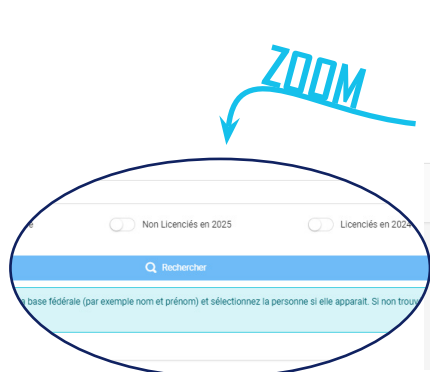 ZOOM
Non Licenciés en 2025
Licenciés en 2024
Rechercher
base fédérale (par exemple nom et prénom) et sélectionnez la personne si elle apparait. Si non trouv